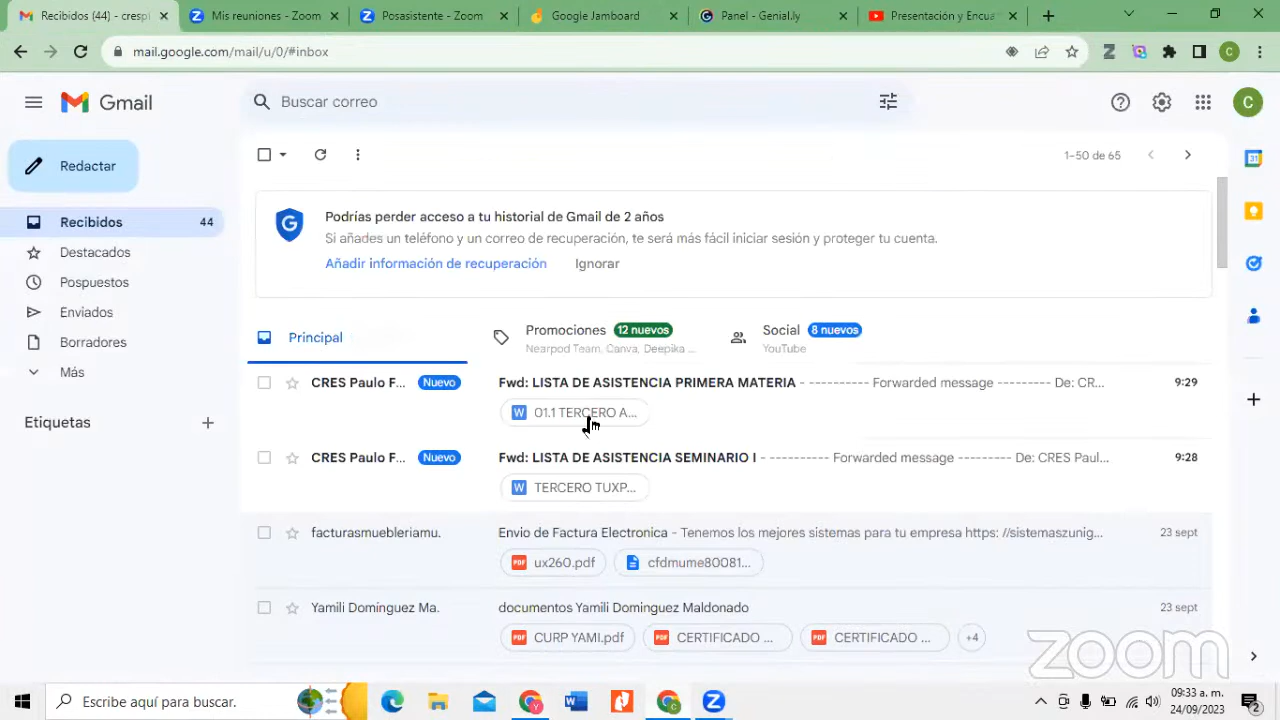 Recibidos (44) - crespi
Mis reuniones - Zoom
Posasistente - Zoom
Google Jamboard
Panel - Genial.ly
Presentación y Encue
mail.google.com/mail/u/0/#inbox
C
Gmail
Buscar correo
C
Redactar
1–50 de 65
Recibidos 44
Destacados
Pospuestos
Enviados
Borradores
Más
Etiquetas
Podrías perder acceso a tu historial de Gmail de 2 años
Si añades un teléfono y un correo de recuperación, te será más fácil iniciar sesión y proteger tu cuenta.
Añadir información de recuperación Ignorar
Principal
Promociones 12 nuevos
Nearpod Team, Canva, Deepika ...
Social 8 nuevos
YouTube
CRES Paulo F... Nuevo Fwd: LISTA DE ASISTENCIA PRIMERA MATERIA - ---------- Forwarded message --------- De: CR... 9:29
01.1 TERCERO A...
CRES Paulo F... Nuevo Fwd: LISTA DE ASISTENCIA SEMINARIO I - ---------- Forwarded message --------- De: CRES Paul... 9:28
TERCERO TUXP...
facturasmuebleriamu. Envio de Factura Electronica - Tenemos los mejores sistemas para tu empresa https: //sistemaszunig... 23 sept
ux260.pdf cfdmume80081...
Yamili Domínguez Ma. documentos Yamili Dominguez Maldonado 23 sept
CURP YAMI.pdf CERTIFICADO ... CERTIFICADO ... +4
zoom
Escribe aquí para buscar.
09:33 a. m.
24/09/2023
2